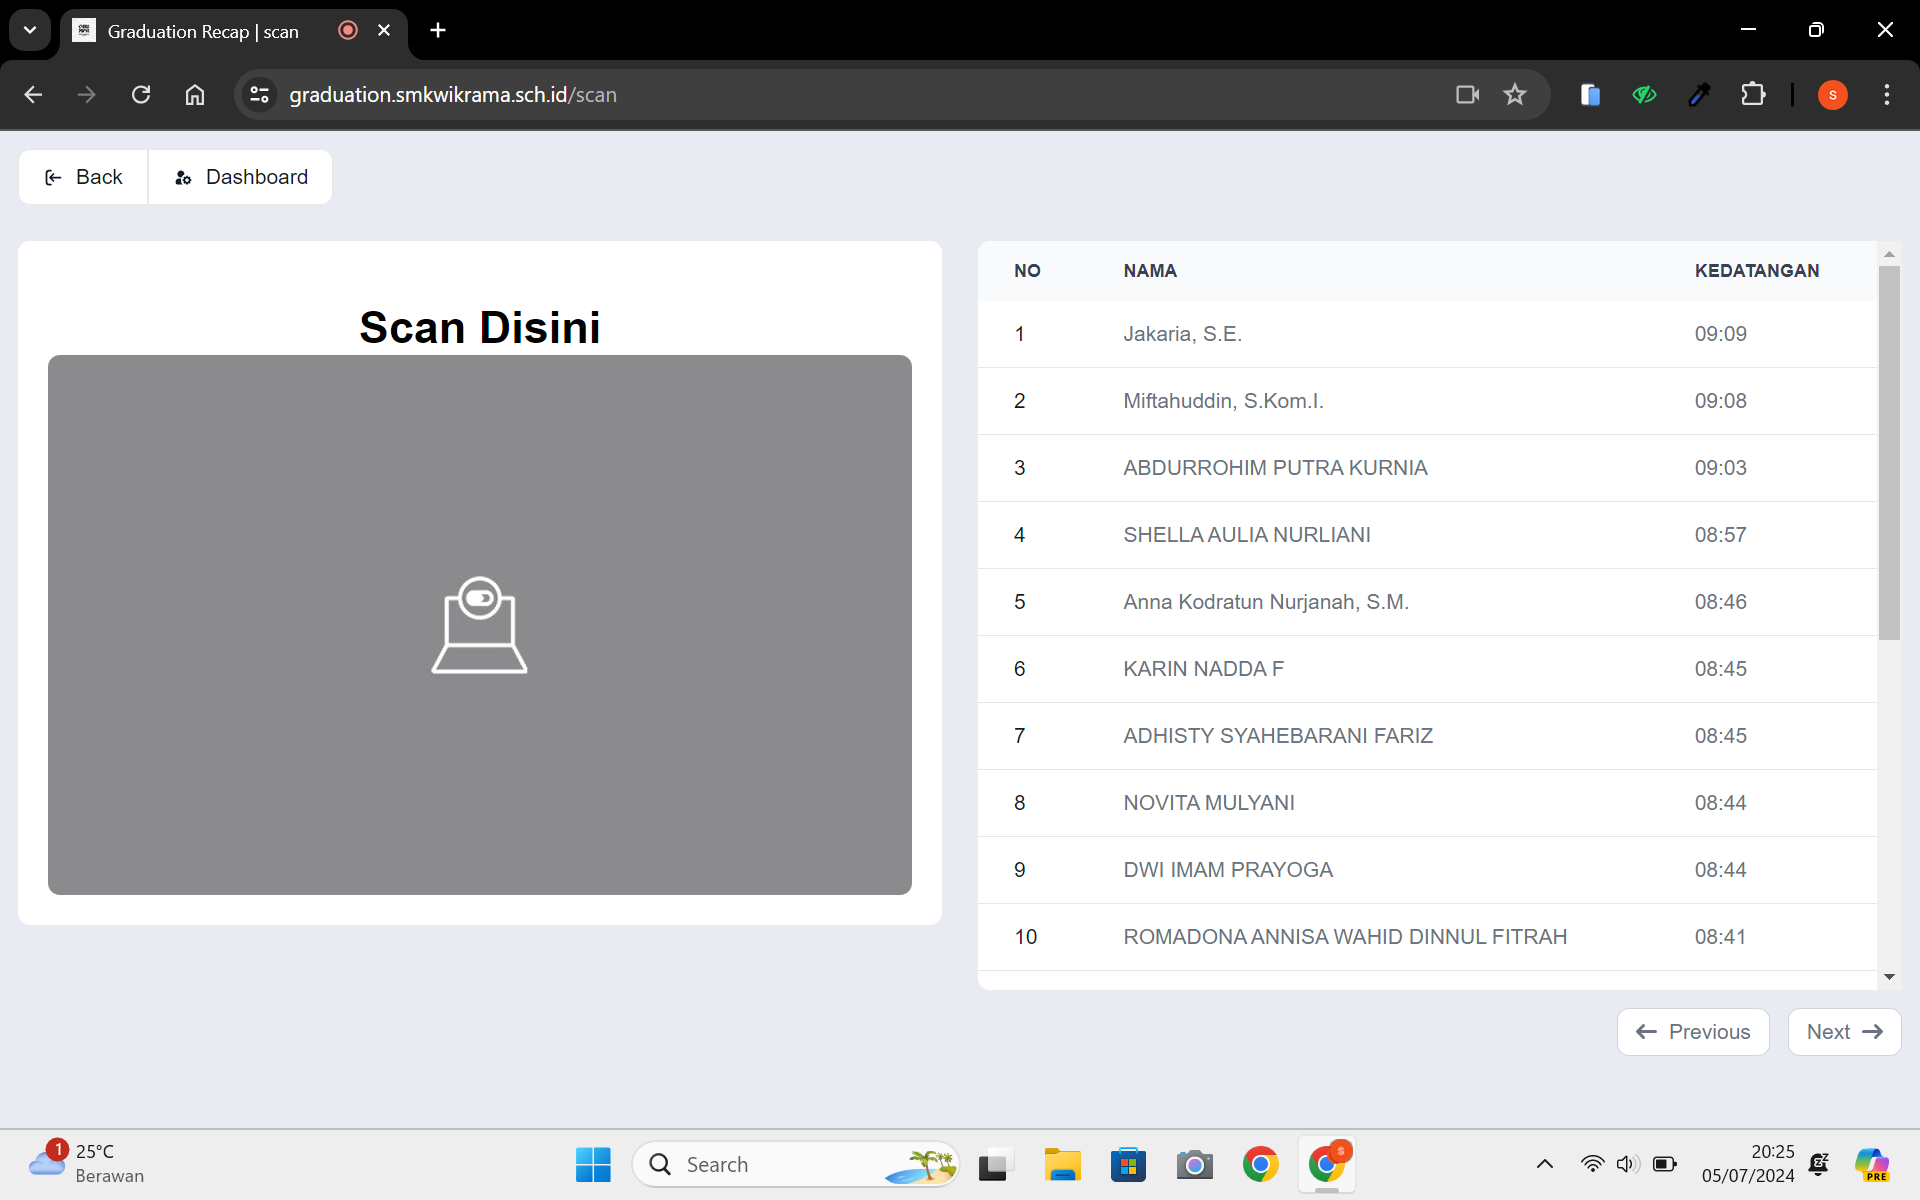 Graduation Recap | scan
graduation.smkwikrama.sch.id/scan
S
Back
Dashboard
Scan Disini
NO NAMA KEDATANGAN
1 Jakaria, S.E. 09:09
2 Miftahuddin, S.Kom.I. 09:08
3 ABDURROHIM PUTRA KURNIA 09:03
4 SHELLA AULIA NURLIANI 08:57
5 Anna Kodratun Nurjanah, S.M. 08:46
6 KARIN NADDA F 08:45
7 ADHISTY SYAHEBARANI FARIZ 08:45
8 NOVITA MULYANI 08:44
9 DWI IMAM PRAYOGA 08:44
10 ROMADONA ANNISA WAHID DINNUL FITRAH 08:41
Previous
Next
1
25°C
Berawan
Search
S
20:25
05/07/2024
PRE